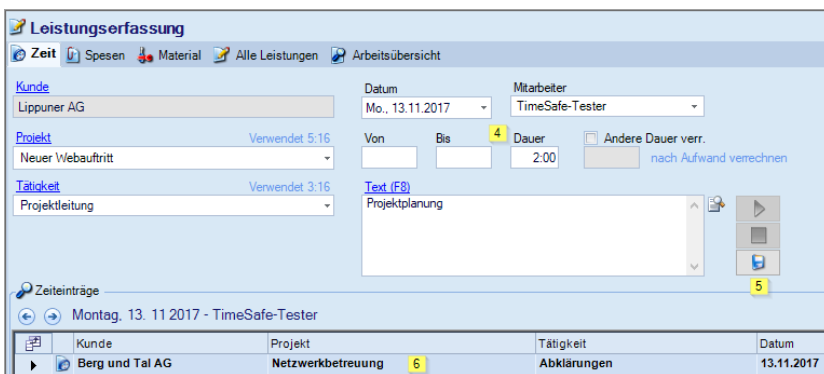 Leistungserfassung
Zeit Spesen Material Alle Leistungen Arbeitsübersicht
Kunde Datum Mitarbeiter
Lippuner AG Mo., 13.11.2017 TimeSafe-Tester
Projekt Verwendet 5:16 Von Bis 4 Dauer Andere Dauer verr.
Neuer Webauftritt 2:00 nach Aufwand verrechnen
Tätigkeit Verwendet 3:16 Text (F8)
Projektleitung Projektplanung
5
Zeiteinträge
Montag, 13. 11 2017 - TimeSafe-Tester
Kunde Projekt Tätigkeit Datum
Berg und Tal AG Netzwerkbetreuung 6 Abklärungen 13.11.2017